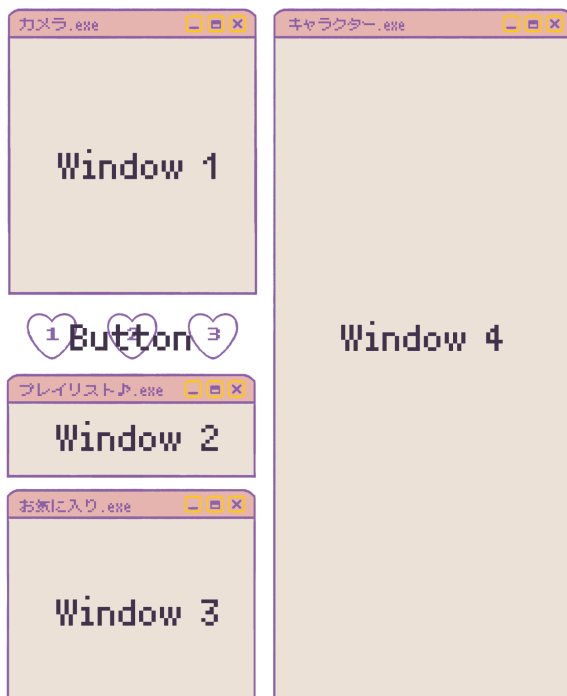 カメラ.exe
Window 1
1 2 3
Button
プレイリスト♪.exe
Window 2
お気に入り.exe
Window 3
キャラクター.exe
Window 4